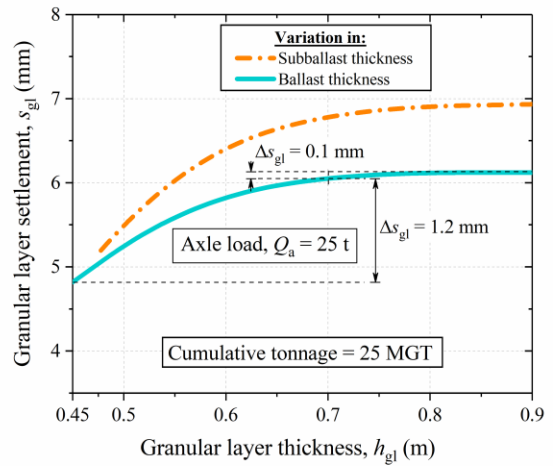 Granular layer settlement, sgl (mm)
8
7
6
5
4
Variation in:
Subballast thickness
Ballast thickness
Δsgl = 0.1 mm
Δsgl = 1.2 mm
Axle load, Qa = 25 t
Cumulative tonnage = 25 MGT
0.45 0.5 0.6 0.7 0.8 0.9
Granular layer thickness, hgl (m)